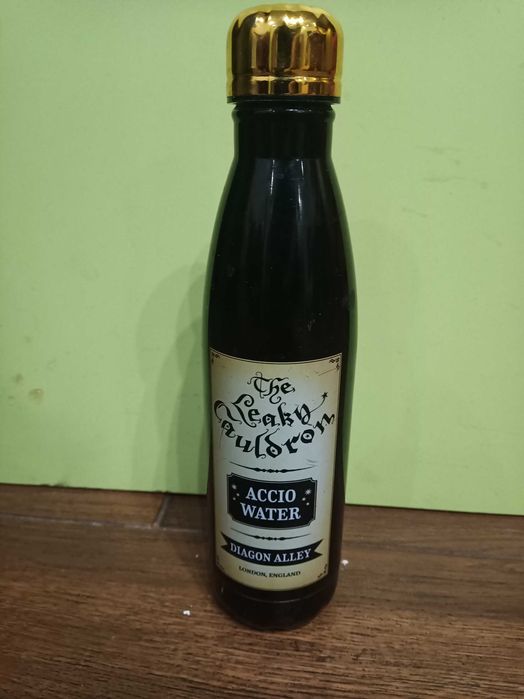 The
Leaky
Cauldron
ACCIO
WATER
DIAGON ALLEY
LONDON, ENGLAND